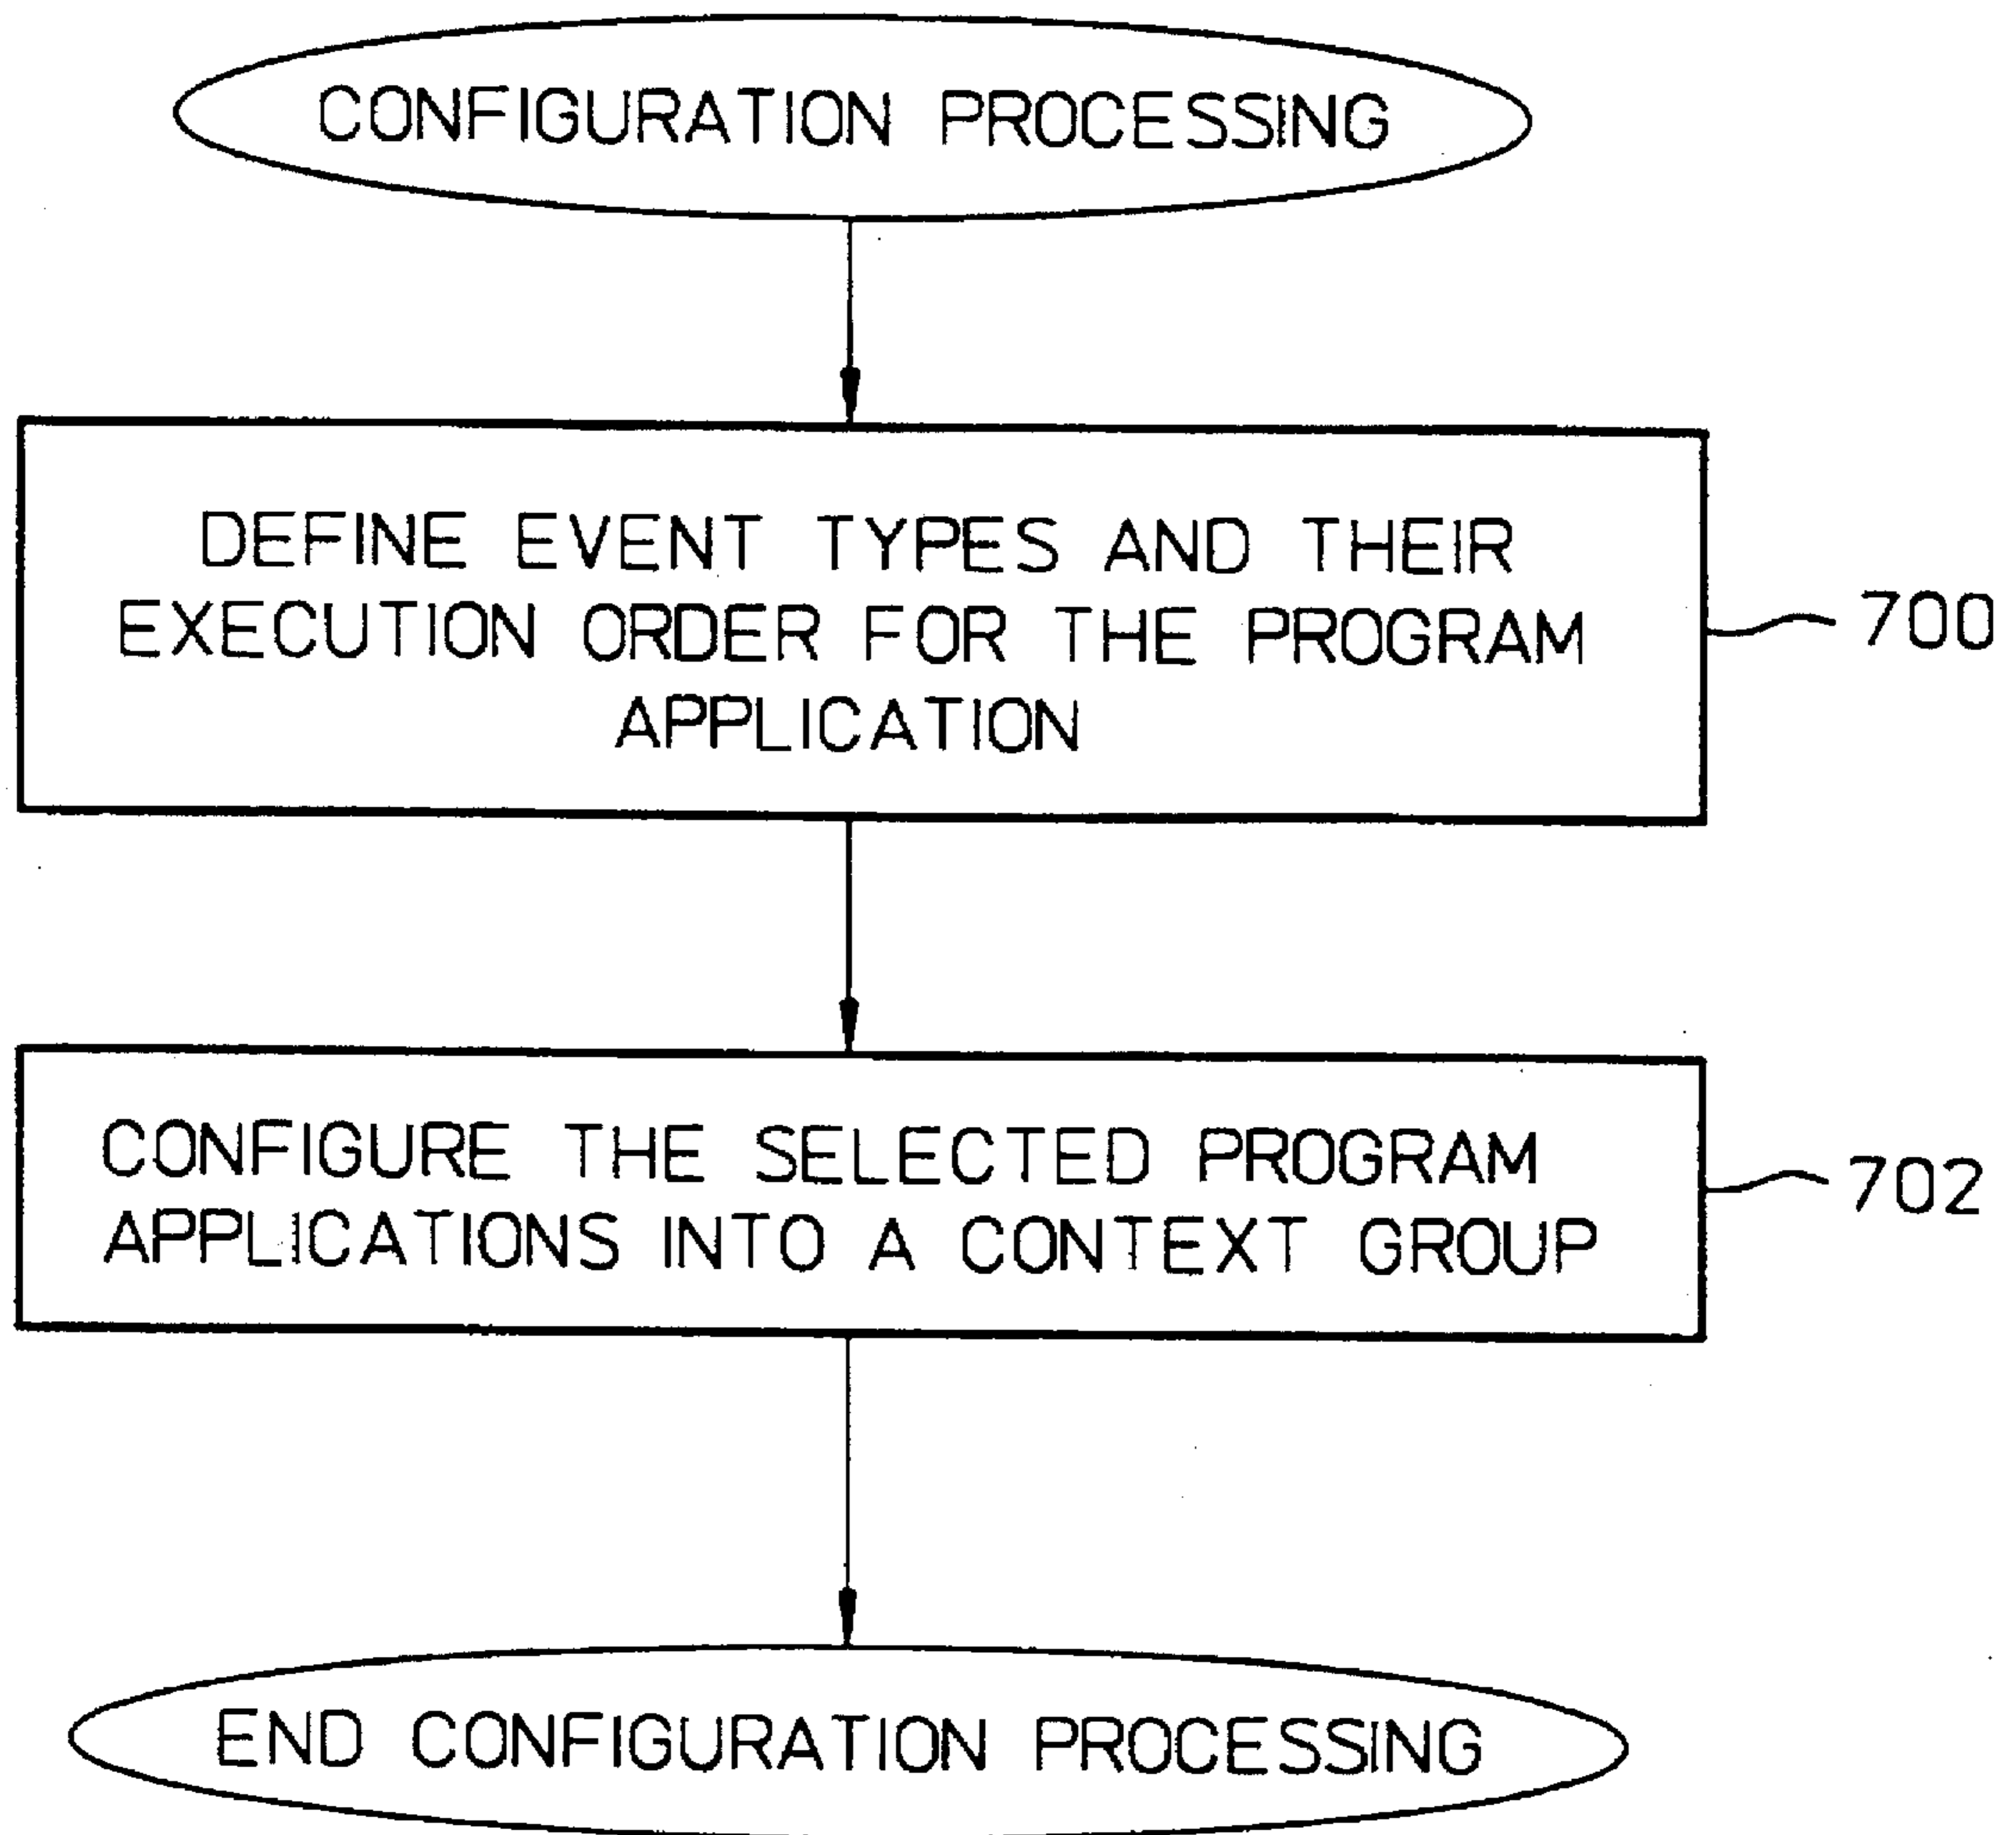 CONFIGURATION PROCESSING
DEFINE EVENT TYPES AND THEIR
EXECUTION ORDER FOR THE PROGRAM
APPLICATION
700
CONFIGURE THE SELECTED PROGRAM
APPLICATIONS INTO A CONTEXT GROUP
702
END CONFIGURATION PROCESSING